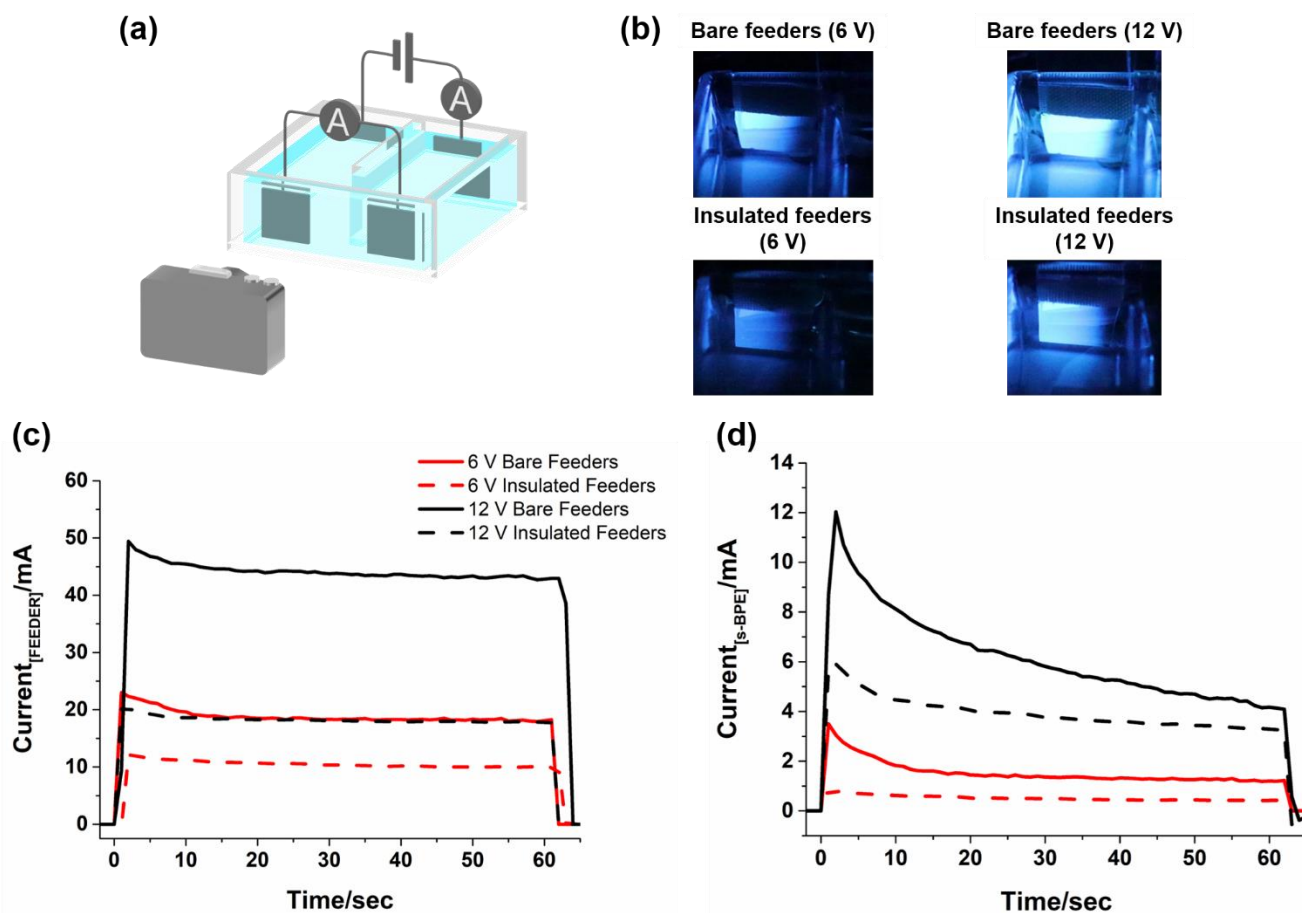 (a)
A
A
(b)
Bare feeders (6 V)
Bare feeders (12 V)
Insulated feeders
(6 V)
Insulated feeders
(12 V)
(c)
6 V Bare Feeders
6 V Insulated Feeders
12 V Bare Feeders
12 V Insulated Feeders
Current[FEEDER]/mA
60
50
40
30
20
10
0
0 10 20 30 40 50 60
Time/sec
(d)
Current[s-BPE]/mA
14
12
10
8
6
4
2
0
0 10 20 30 40 50 60
Time/sec